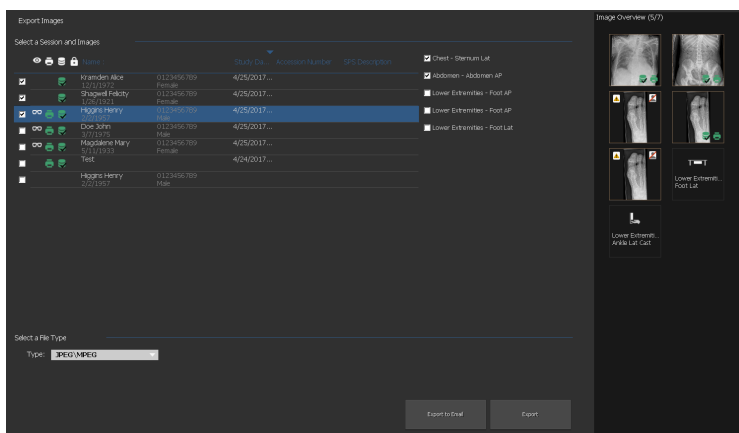 Export Images
Image Overview (5/7)
Select a Session and Images
Name
Study Da...
Accession Number
SPS Description
Kramden Alice
12/1/1972
0123456789
Female
4/25/2017...
Shagwell Felicity
1/26/1921
0123456789
Female
4/25/2017...
Higgins Henry
2/2/1957
0123456789
Male
4/25/2017...
Doe John
3/7/1975
0123456789
Male
4/25/2017...
Magdalene Mary
5/11/1933
0123456789
Female
4/25/2017...
Test
4/24/2017...
Higgins Henry
2/2/1957
0123456789
Male
Chest - Sternum Lat
Abdomen - Abdomen AP
Lower Extremities - Foot AP
Lower Extremities - Foot AP
Lower Extremities - Foot Lat
Lower Extremiti...
Foot Lat
Lower Extremiti...
Ankle Lat Cast
Select a File Type
Type:
JPEG\MPEG
Export to Email
Export